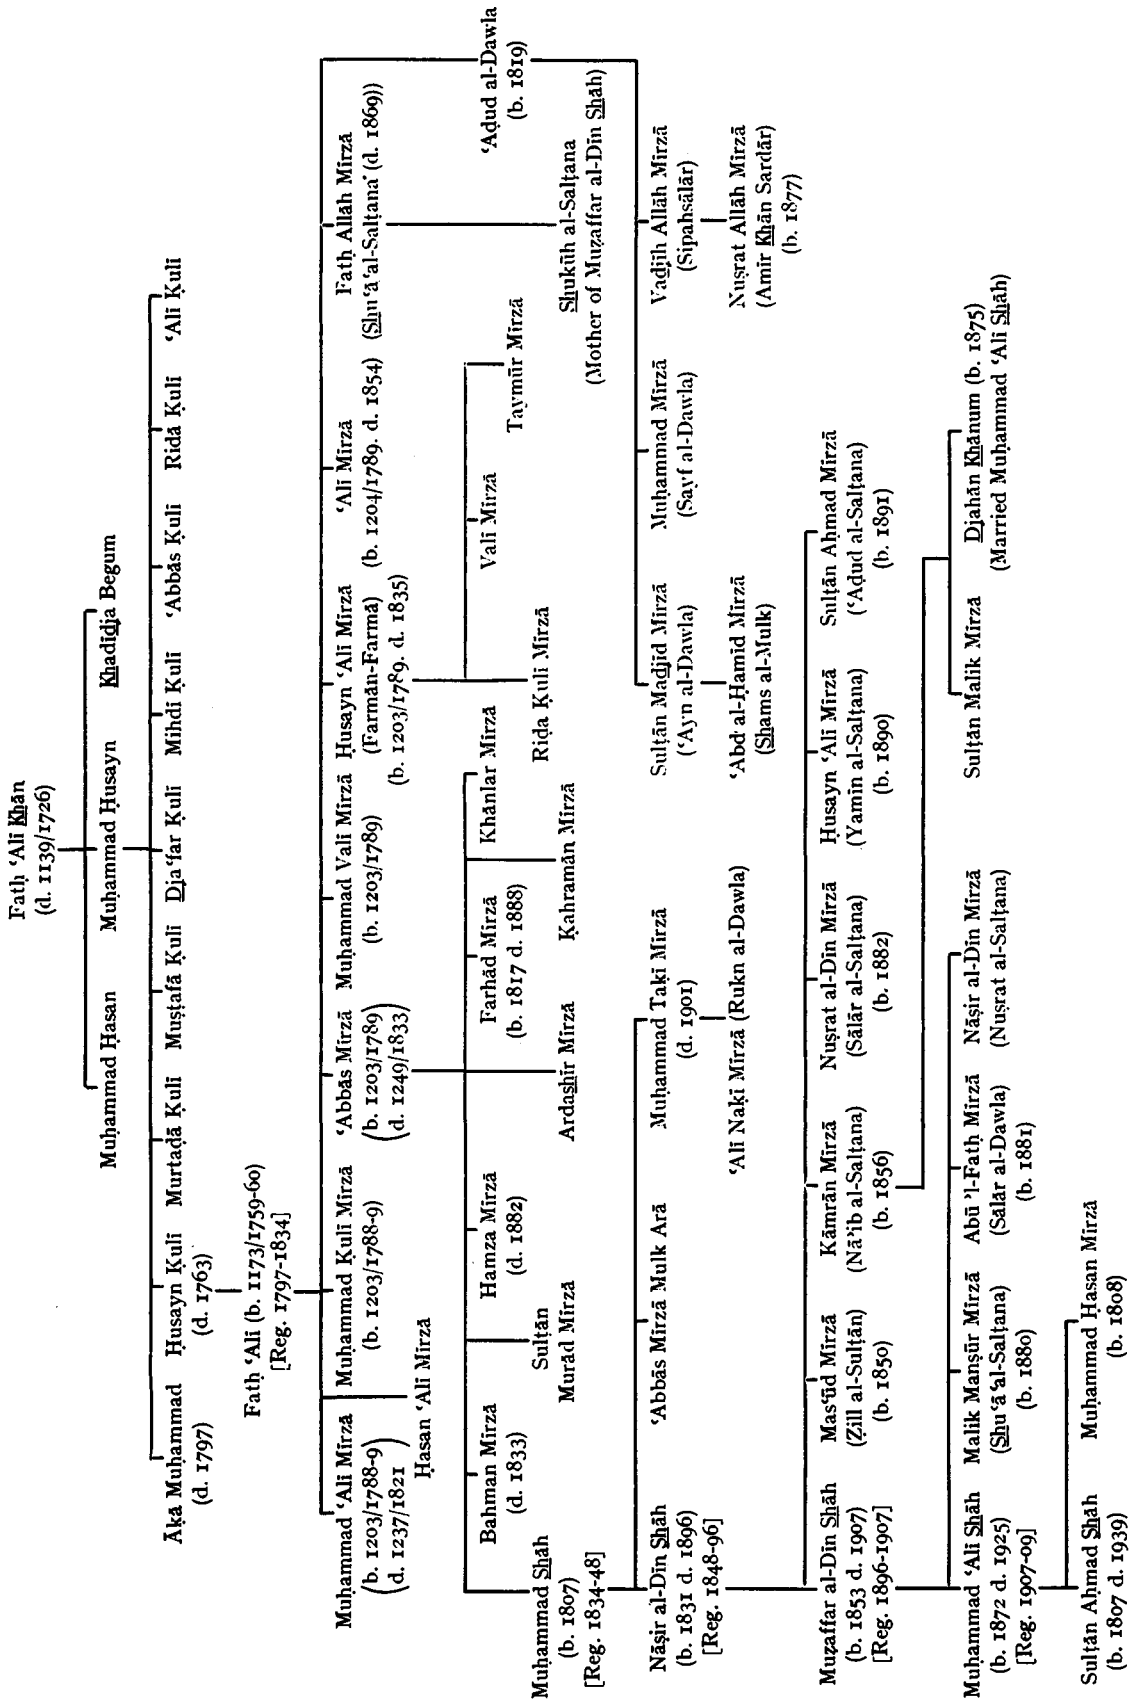 Fatḥ ʿAlī Khān
(d. 1139/1726)
Muḥammad Ḥasan
Muḥammad Ḥusayn
Khadīdja Begum
Āḳā Muḥammad
(d. 1797)
Ḥusayn Ḳulī
(d. 1763)
Murtaḍā Ḳulī
Muṣṭafā Ḳulī
Djaʿfar Ḳulī
Mihdī Ḳulī
ʿAbbās Ḳulī
Riḍā Ḳulī
ʿAlī Ḳulī
Fatḥ ʿAlī (b. 1173/1759-60)
[Reg. 1797-1834]
Muḥammad ʿAlī Mīrzā
(b. 1203/1788-9)
d. 1237/1821
Ḥasan ʿAlī Mīrzā
Muḥammad Ḳulī Mīrzā
(b. 1203/1788-9)
ʿAbbās Mīrzā
(b. 1203/1789)
d. 1249/1833)
Muḥammad Valī Mīrzā
(b. 1203/1789)
Ḥusayn ʿAlī Mīrzā
(Farmān-Farmā)
(b. 1203/1789. d. 1835)
ʿAlī Mīrzā
(b. 1204/1789. d. 1854)
Fatḥ Allāh Mīrzā
(Shuʿāʿal-Salṭana (d. 1869))
ʿAḍud al-Dawla
(b. 1819)
Muḥammad Shāh
(b. 1807)
[Reg. 1834-48]
Bahman Mīrzā
(d. 1833)
Sulṭān
Murād Mīrzā
Ḥamza Mīrzā
(d. 1882)
Ardashīr Mīrzā
Farhād Mīrzā
(b. 1817 d. 1888)
Ḳahramān Mīrzā
Khānlar Mīrzā
Riḍa Ḳulī Mīrzā
Valī Mīrzā
Taymūr Mīrzā
Shukūh al-Salṭana
(Mother of Muẓaffar al-Dīn Shāh)
Nāṣir al-Dīn Shāh
(b. 1831 d. 1896)
[Reg. 1848-96]
ʿAbbās Mīrzā Mulk Arā
Muḥammad Taḳī Mīrzā
(d. 1901)
ʿAlī Naḳī Mīrzā (Rukn al-Dawla)
Sulṭān Madjīd Mīrzā
(ʿAyn al-Dawla)
ʿAbd al-Ḥamīd Mīrzā
(Shams al-Mulk)
Muḥammad Mīrzā
(Sayf al-Dawla)
Vadjīh Allāh Mīrzā
(Sipahsālār)
Nuṣrat Allāh Mīrzā
(Amīr Khān Sardār)
(b. 1877)
Muẓaffar al-Dīn Shāh
(b. 1853 d. 1907)
[Reg. 1896-1907]
Masʿūd Mīrzā
(Ẓill al-Sulṭān)
(b. 1850)
Kāmrān Mīrzā
(Nāʾib al-Salṭana)
(b. 1856)
Nuṣrat al-Dīn Mīrzā
(Sālār al-Salṭana)
(b. 1882)
Ḥusayn ʿAlī Mīrzā
(Yamīn al-Salṭana)
(b. 1890)
Sulṭān Aḥmad Mīrzā
(ʿAḍud al-Salṭana)
(b. 1891)
Muḥammad ʿAlī Shāh
(b. 1872 d. 1925)
[Reg. 1907-09]
Malik Manṣūr Mīrzā
(Shuʿāʿal-Salṭana)
(b. 1880)
Abū ʾl-Fatḥ Mīrzā
(Sālār al-Dawla)
(b. 1881)
Nāṣir al-Dīn Mīrzā
(Nuṣrat al-Salṭana)
Sulṭān Malik Mīrzā
Djahān Khānum (b. 1875)
(Married Muḥammad ʿAlī Shāh)
Sulṭān Aḥmad Shāh
(b. 1807 d. 1939)
Muḥammad Ḥasan Mīrzā
(b. 1808)